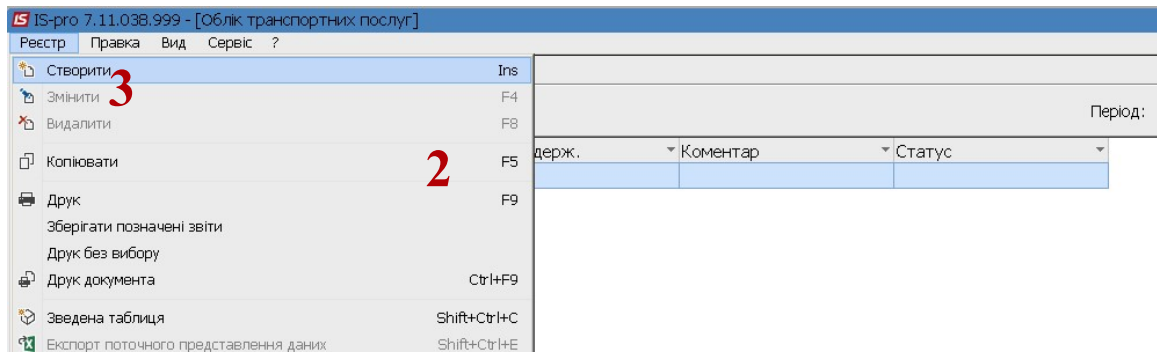 IS IS-pro 7.11.038.999 - [Облік транспортних послуг]
Реєстр Правка Вид Сервіс ?
Створити Ins
3
Змінити F4
Період:
Видалити F8
держ. Коментар Статус
Копіювати 2 F5
Друк F9
Зберігати позначені звіти
Друк без вибору
Друк документа Ctrl+F9
Зведена таблиця Shift+Ctrl+C
Експорт поточного представлення даних Shift+Ctrl+E